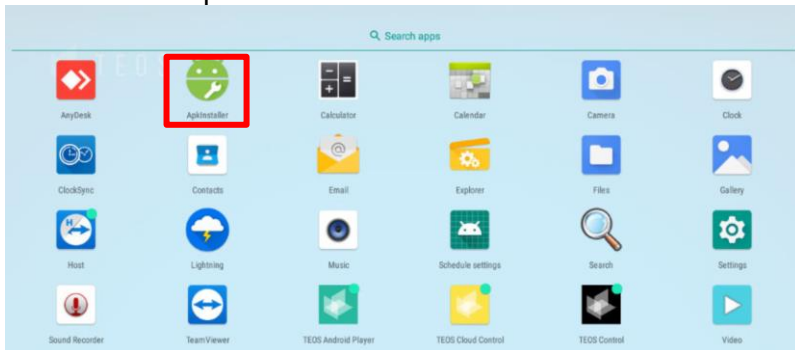 Search apps
TEOS
AnyDesk
ApkInstaller
Calculator
Calendar
Camera
Clock
ClockSync
Contacts
Email
Explorer
Files
Gallery
Host
Lightning
Music
Schedule settings
Search
Settings
Sound Recorder
TeamViewer
TEOS Android Player
TEOS Cloud Control
TEOS Control
Video